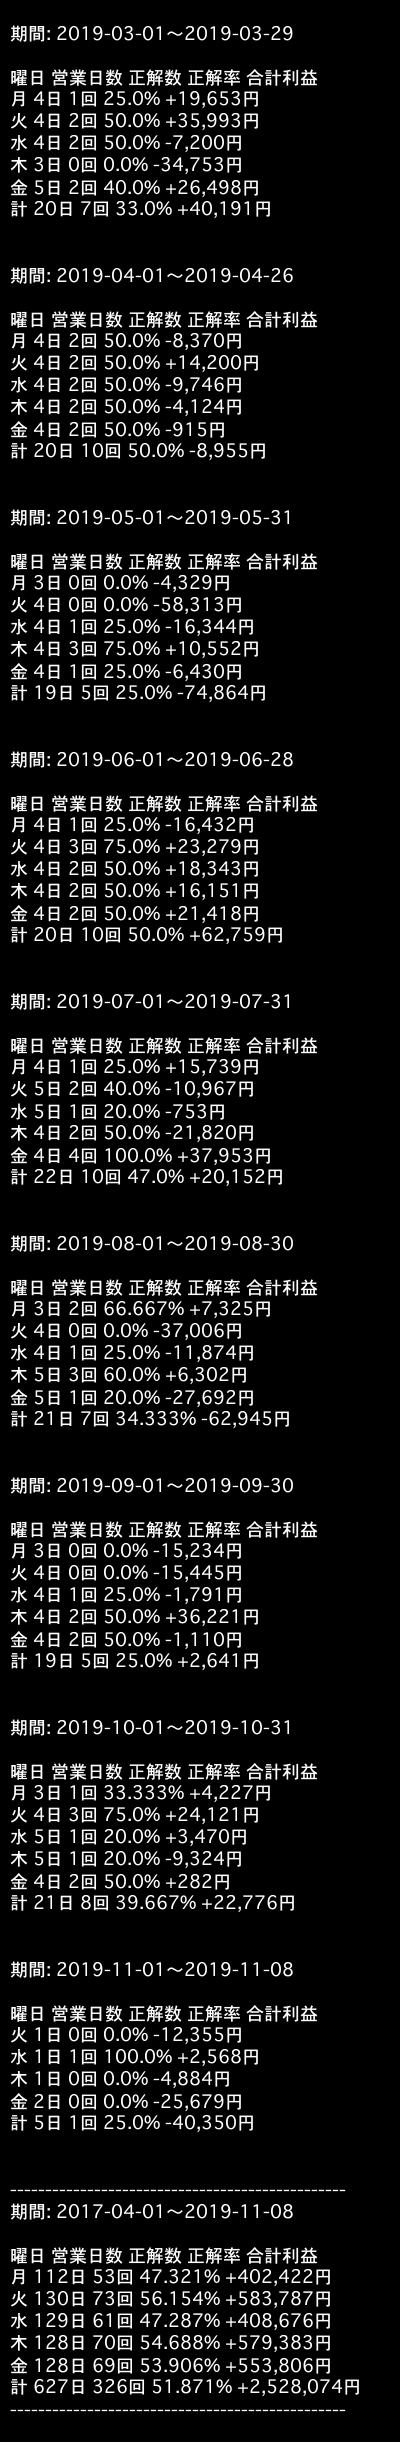 期間: 2019-03-01～2019-03-29
曜日 営業日数 正解数 正解率 合計利益
月 4日 1回 25.0% +19,653円
火 4日 2回 50.0% +35,993円
水 4日 2回 50.0% -7,200円
木 3日 0回 0.0% -34,753円
金 5日 2回 40.0% +26,498円
計 20日 7回 33.0% +40,191円
期間: 2019-04-01～2019-04-26
曜日 営業日数 正解数 正解率 合計利益
月 4日 2回 50.0% -8,370円
火 4日 2回 50.0% +14,200円
水 4日 2回 50.0% -9,746円
木 4日 2回 50.0% -4,124円
金 4日 2回 50.0% -915円
計 20日 10回 50.0% -8,955円
期間: 2019-05-01～2019-05-31
曜日 営業日数 正解数 正解率 合計利益
月 3日 0回 0.0% -4,329円
火 4日 0回 0.0% -58,313円
水 4日 1回 25.0% -16,344円
木 4日 3回 75.0% +10,552円
金 4日 1回 25.0% -6,430円
計 19日 5回 25.0% -74,864円
期間: 2019-06-01～2019-06-28
曜日 営業日数 正解数 正解率 合計利益
月 4日 1回 25.0% -16,432円
火 4日 3回 75.0% +23,279円
水 4日 2回 50.0% +18,343円
木 4日 2回 50.0% +16,151円
金 4日 2回 50.0% +21,418円
計 20日 10回 50.0% +62,759円
期間: 2019-07-01～2019-07-31
曜日 営業日数 正解数 正解率 合計利益
月 4日 1回 25.0% +15,739円
火 5日 2回 40.0% -10,967円
水 5日 1回 20.0% -753円
木 4日 2回 50.0% -21,820円
金 4日 4回 100.0% +37,953円
計 22日 10回 47.0% +20,152円
期間: 2019-08-01～2019-08-30
曜日 営業日数 正解数 正解率 合計利益
月 3日 2回 66.667% +7,325円
火 4日 0回 0.0% -37,006円
水 4日 1回 25.0% -11,874円
木 5日 3回 60.0% +6,302円
金 5日 1回 20.0% -27,692円
計 21日 7回 34.333% -62,945円
期間: 2019-09-01～2019-09-30
曜日 営業日数 正解数 正解率 合計利益
月 3日 0回 0.0% -15,234円
火 4日 0回 0.0% -15,445円
水 4日 1回 25.0% -1,791円
木 4日 2回 50.0% +36,221円
金 4日 2回 50.0% -1,110円
計 19日 5回 25.0% +2,641円
期間: 2019-10-01～2019-10-31
曜日 営業日数 正解数 正解率 合計利益
月 3日 1回 33.333% +4,227円
火 4日 3回 75.0% +24,121円
水 5日 1回 20.0% +3,470円
木 5日 1回 20.0% -9,324円
金 4日 2回 50.0% +282円
計 21日 8回 39.667% +22,776円
期間: 2019-11-01～2019-11-08
曜日 営業日数 正解数 正解率 合計利益
火 1日 0回 0.0% -12,355円
水 1日 1回 100.0% +2,568円
木 1日 0回 0.0% -4,884円
金 2日 0回 0.0% -25,679円
計 5日 1回 25.0% -40,350円
------------------------------------------------
期間: 2017-04-01～2019-11-08
曜日 営業日数 正解数 正解率 合計利益
月 112日 53回 47.321% +402,422円
火 130日 73回 56.154% +583,787円
水 129日 61回 47.287% +408,676円
木 128日 70回 54.688% +579,383円
金 128日 69回 53.906% +553,806円
計 627日 326回 51.871% +2,528,074円
------------------------------------------------